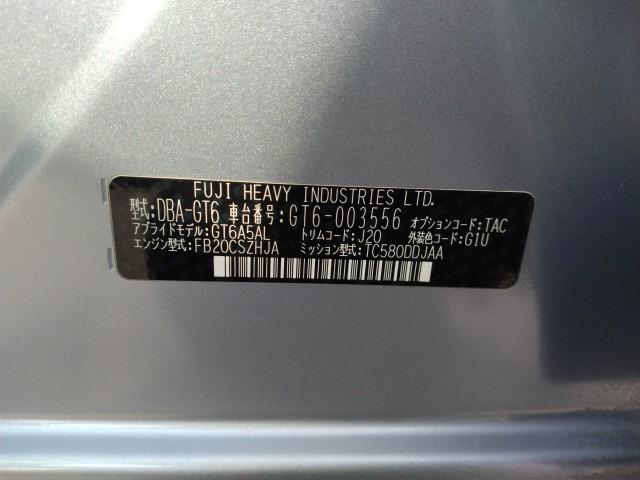 FUJI HEAVY INDUSTRIES LTD.
型式:DBA-GT6 車台番号:GT6-003556 オプションコード:TAC
アプライドモデル:GT6A5AL トリムコード:J20 外装色コード:G1U
エンジン型式:FB20CSZHJA ミッション型式:TC580DDJAA